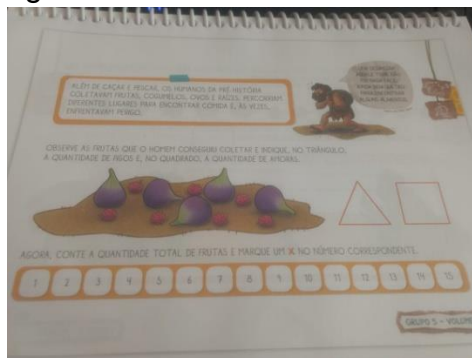 ALÉM DE CAÇAR E PESCAR, OS HUMANOS DA PRÉ-HISTÓRIA
COLETAVAM FRUTAS, COGUMELOS, OVOS E RAÍZES. PERCORRIAM
DIFERENTES LUGARES PARA ENCONTRAR COMIDA E, ÀS VEZES,
ENFRENTAVAM PERIGO.
OBSERVE AS FRUTAS QUE O HOMEM CONSEGUIU COLETAR E INDIQUE, NO TRIÂNGULO,
A QUANTIDADE DE FIGOS E, NO QUADRADO, A QUANTIDADE DE AMORAS.
AGORA, CONTE A QUANTIDADE TOTAL DE FRUTAS E MARQUE UM X NO NÚMERO CORRESPONDENTE.
1 2 3 4 5 6 7 8 9 10 11 12 13 14 15
GRUPO 5 - VOLUME